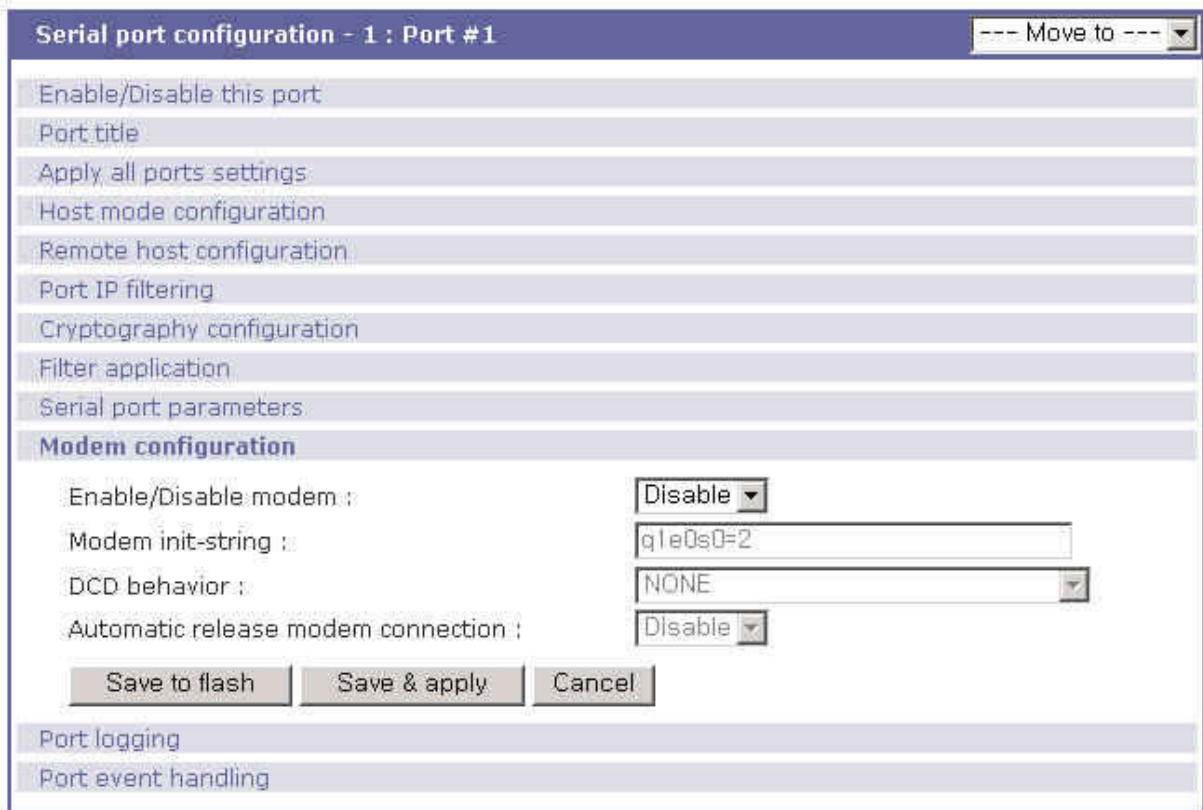 Serial port configuration - 1 : Port #1 --- Move to ---
Enable/Disable this port
Port title
Apply all ports settings
Host mode configuration
Remote host configuration
Port IP filtering
Cryptography configuration
Filter application
Serial port parameters
Modem configuration
Enable/Disable modem : Disable
Modem init-string : q1e0s0=2
DCD behavior : NONE
Automatic release modem connection : Disable
Save to flash Save & apply Cancel
Port logging
Port event handling